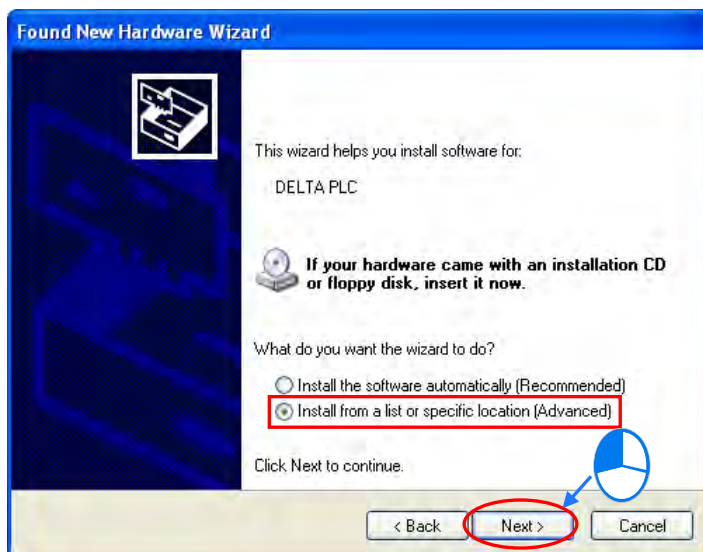 Found New Hardware Wizard
This wizard helps you install software for:
DELTA PLC
If your hardware came with an installation CD
or floppy disk, insert it now.
What do you want the wizard to do?
Install the software automatically (Recommended)
Install from a list or specific location (Advanced)
Click Next to continue.
< Back
Next >
Cancel